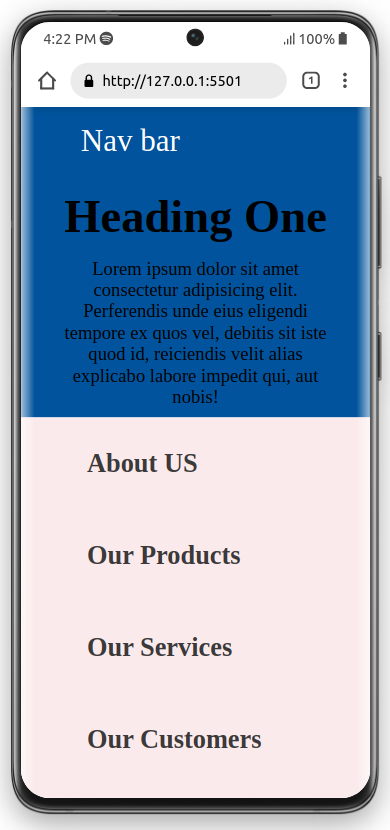 4:22 PM 100%
http://127.0.0.1:5501 1
Nav bar
Heading One
Lorem ipsum dolor sit amet
consectetur adipisicing elit.
Perferendis unde eius eligendi
tempore ex quos vel, debitis sit iste
quod id, reiciendis velit alias
explicabo labore impedit qui, aut
nobis!
About US
Our Products
Our Services
Our Customers